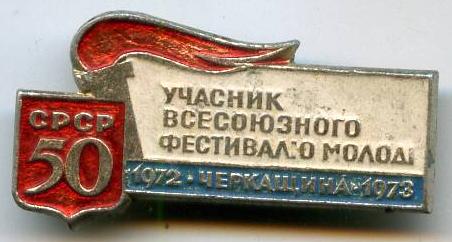 СРСР
50
УЧАСНИК
ВСЕСОЮЗНОГО
ФЕСТИВАЛЮ МОЛОДІ
1972 · ЧЕРКАЩИНА · 1973